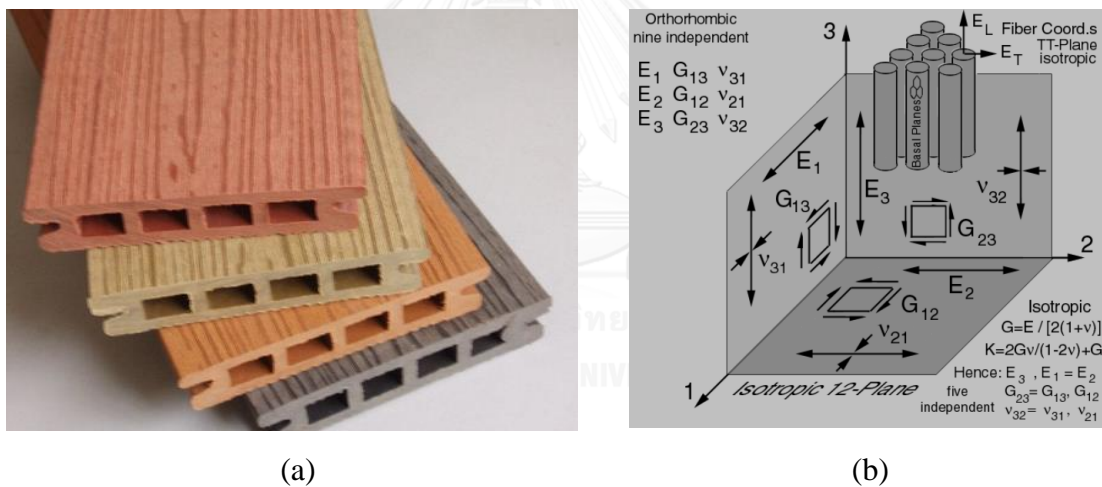 Orthorhombic
nine independent
E1 G13 ν31
E2 G12 ν21
E3 G23 ν32
3
EL
Fiber Coord.s
TT-Plane
isotropic
ET
Basal Planes
E1
E3
ν32
G13
G23
ν31
2
E2
G12
ν21
Isotropic
G=E / [2(1+ν)]
K=2Gν/(1-2ν)+G
Hence: E3 , E1 = E2
five
independent
G23= G13, G12
ν32= ν31, ν21
1
Isotropic 12-Plane
(a)
(b)